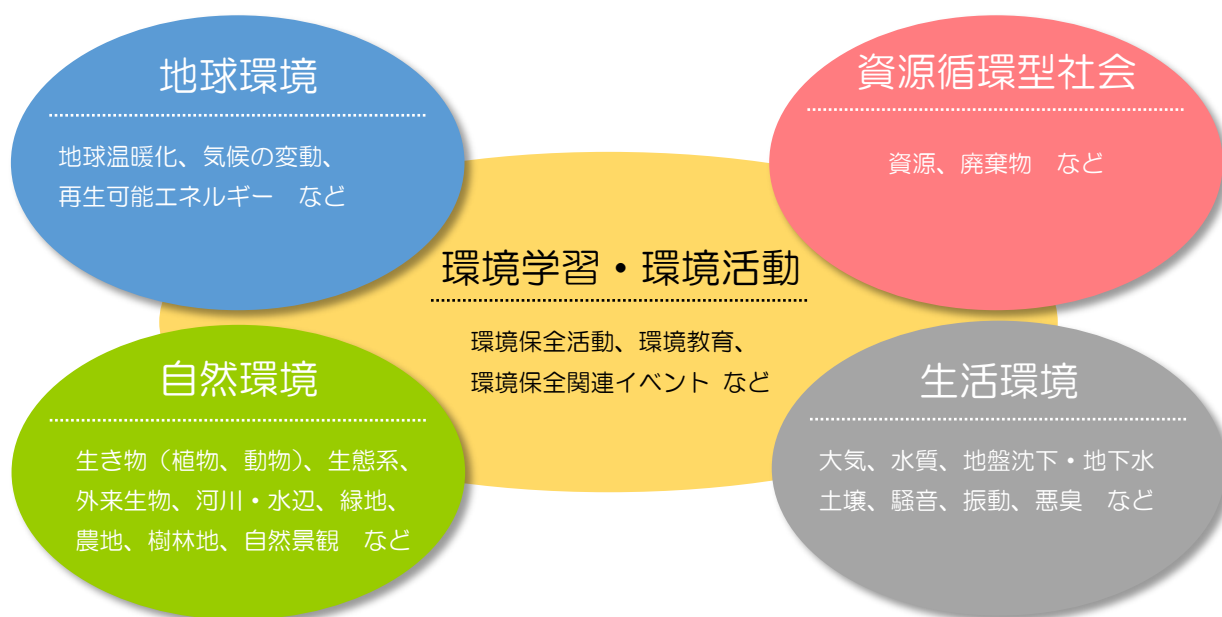 地球環境
地球温暖化、気候の変動、
再生可能エネルギー　など
資源循環型社会
資源、廃棄物　など
環境学習・環境活動
環境保全活動、環境教育、
環境保全関連イベント など
自然環境
生き物（植物、動物）、生態系、
外来生物、河川・水辺、緑地、
農地、樹林地、自然景観　など
生活環境
大気、水質、地盤沈下・地下水
土壌、騒音、振動、悪臭　など